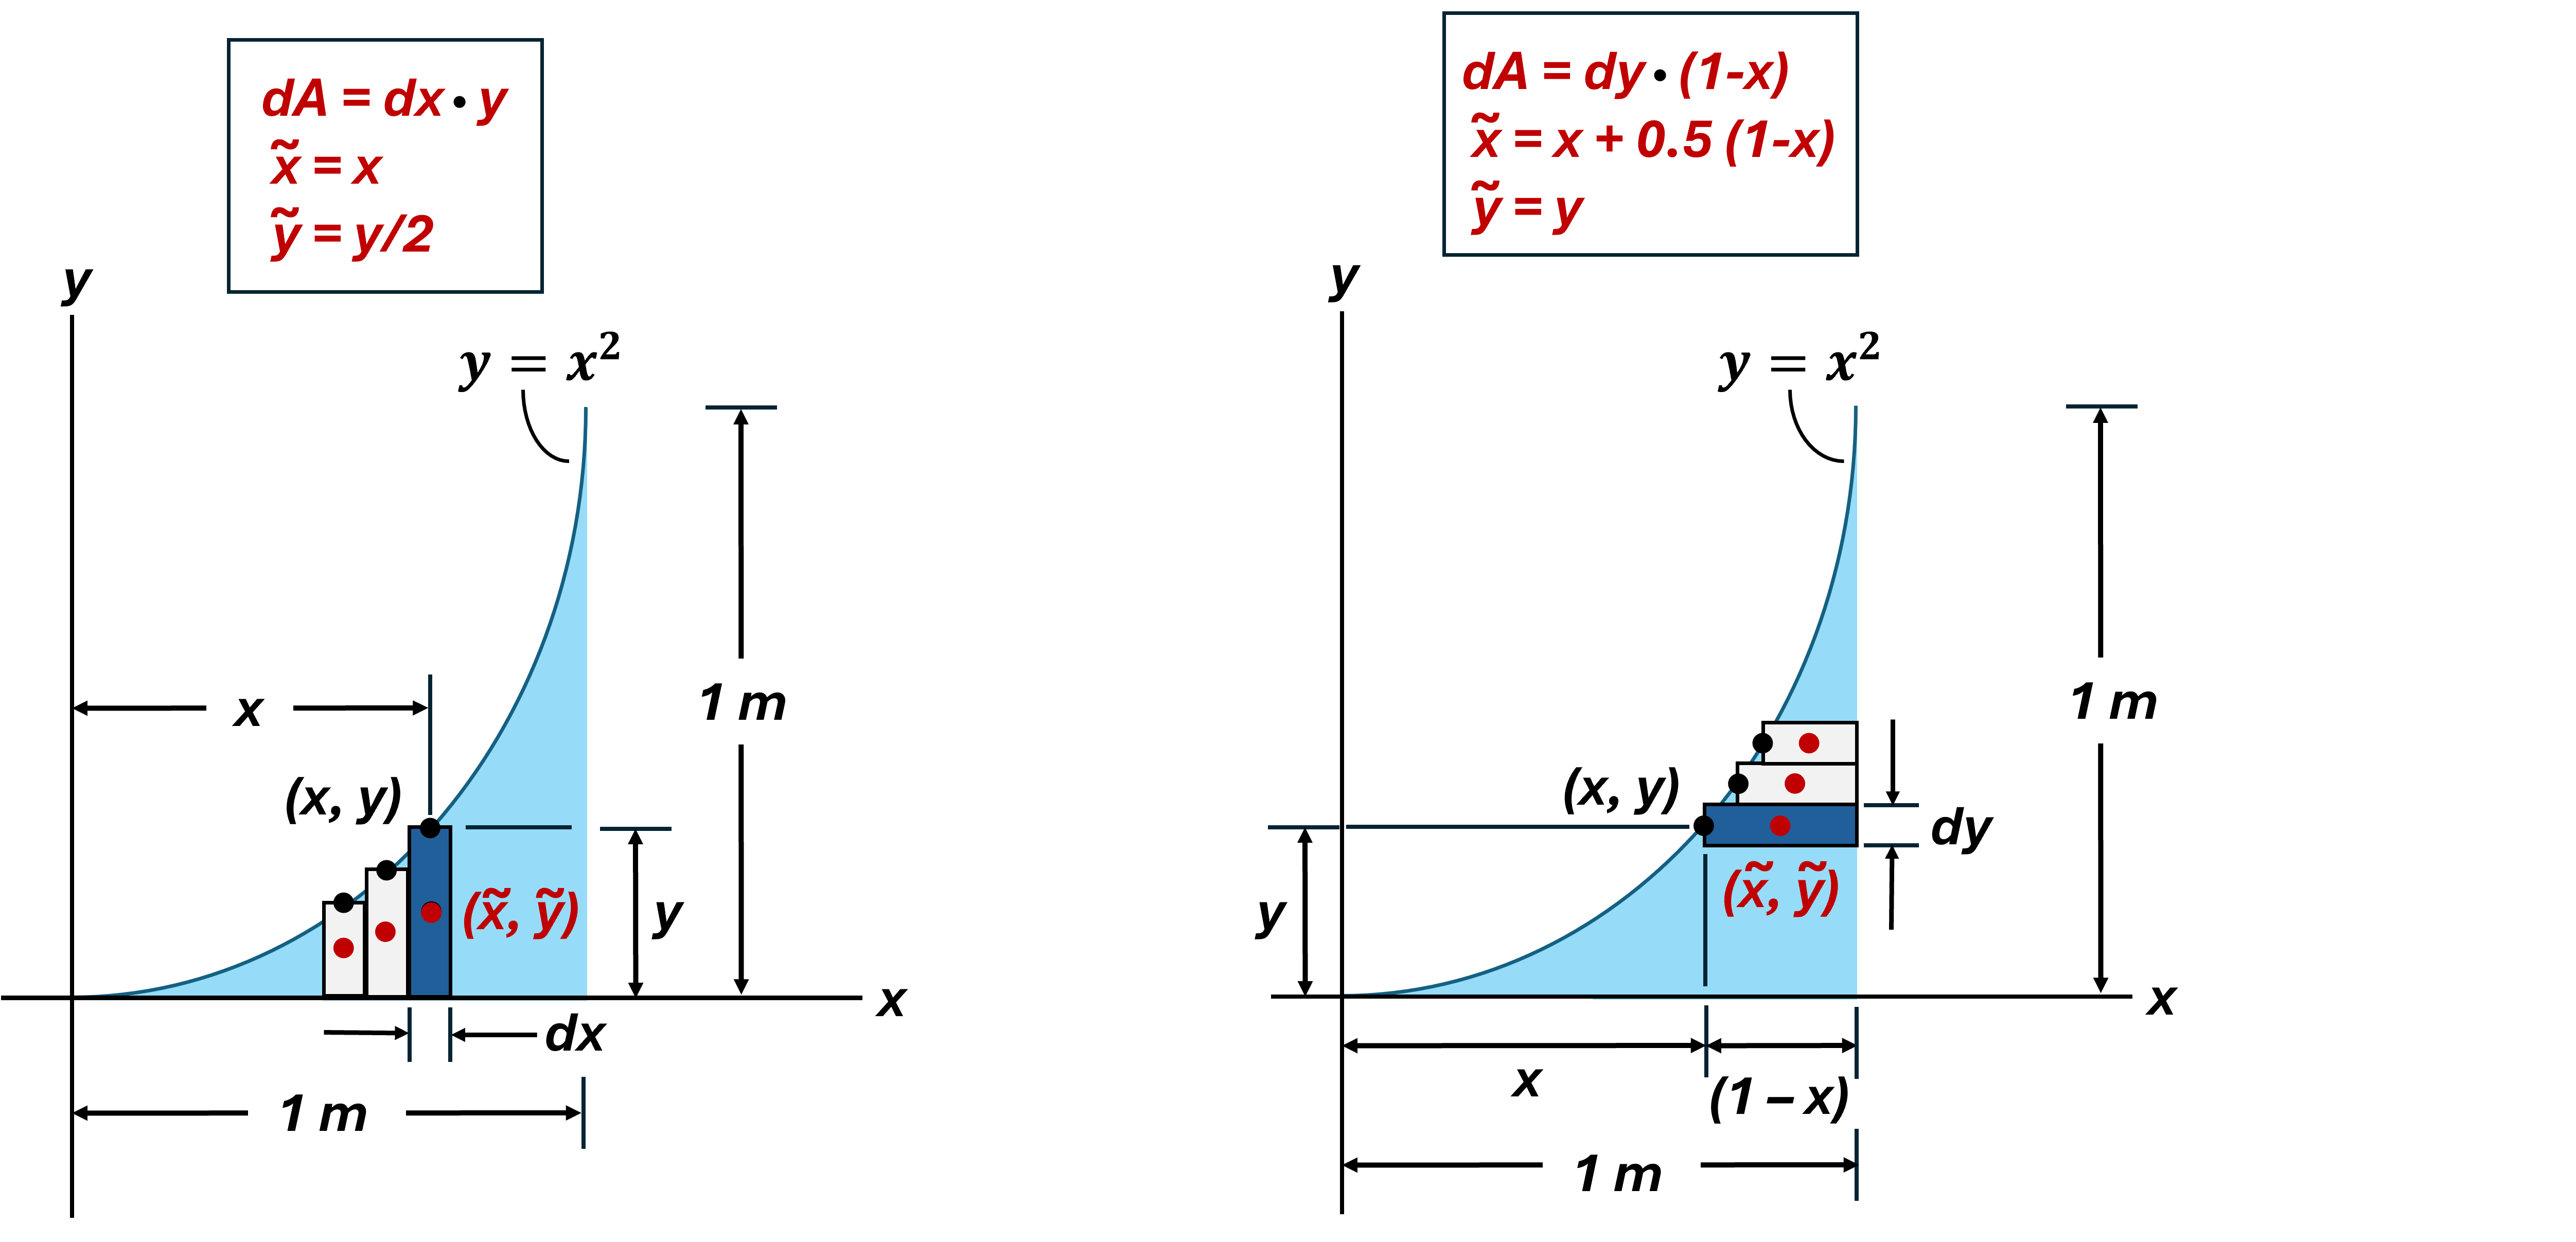 dA = dx • y
x̃ = x
ỹ = y/2
y
y = x²
x
1 m
(x, y)
(x̃, ỹ)
y
x
dx
1 m
dA = dy • (1-x)
x̃ = x + 0.5 (1-x)
ỹ = y
y
y = x²
1 m
(x, y)
dy
(x̃, ỹ)
y
x
x
(1 – x)
1 m